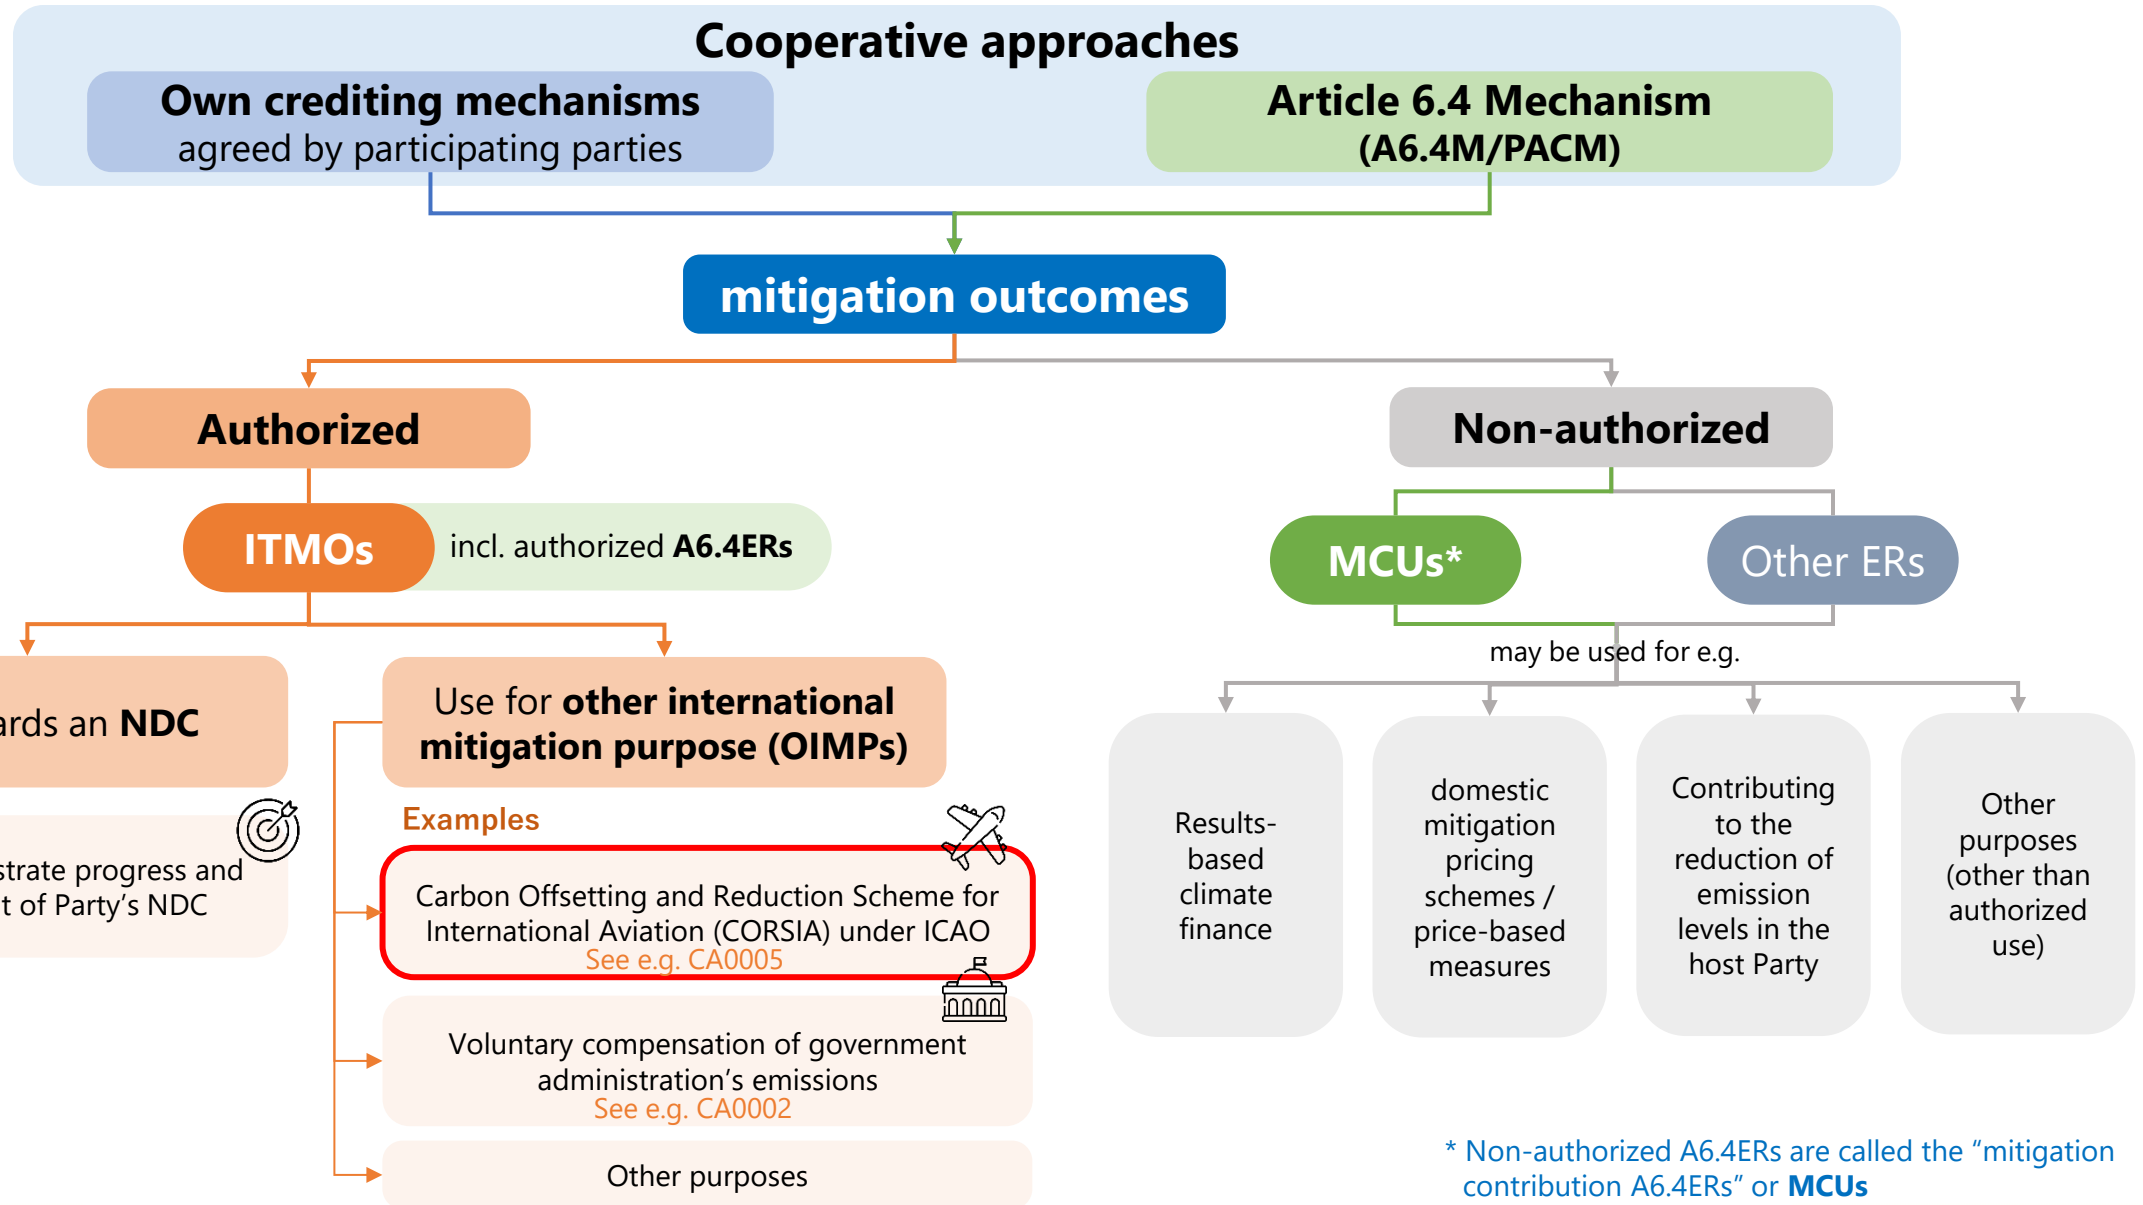 Cooperative approaches
Own crediting mechanisms
agreed by participating parties
Article 6.4 Mechanism
(A6.4M/PACM)
mitigation outcomes
Authorized
Non-authorized
ITMOs
incl. authorized A6.4ERs
MCUs*
Other ERs
may be used for e.g.
ards an NDC
strate progress and
t of Party's NDC
Use for other international
mitigation purpose (OIMPs)
Examples
Carbon Offsetting and Reduction Scheme for
International Aviation (CORSIA) under ICAO
See e.g. CA0005
Voluntary compensation of government
administration's emissions
See e.g. CA0002
Other purposes
Results-
based
climate
finance
domestic
mitigation
pricing
schemes /
price-based
measures
Contributing
to the
reduction of
emission
levels in the
host Party
Other
purposes
(other than
authorized
use)
* Non-authorized A6.4ERs are called the "mitigation
contribution A6.4ERs" or MCUs